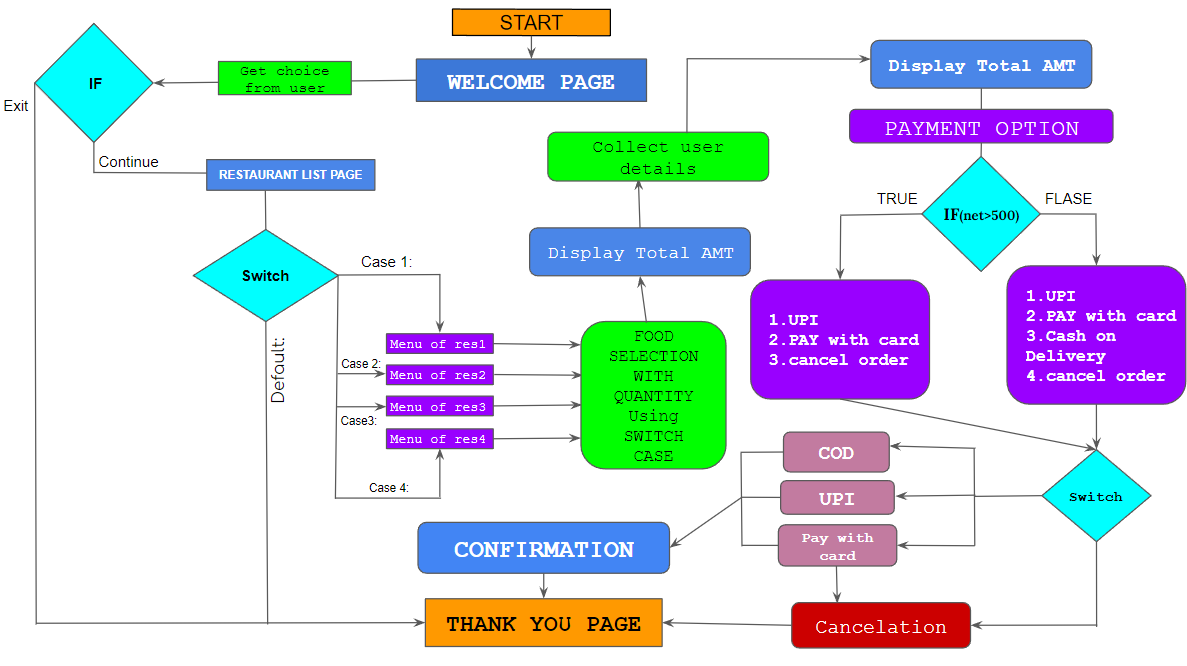 START
WELCOME PAGE
Get choice
from user
IF
Exit
Continue
RESTAURANT LIST PAGE
Switch
Case 1:
Case 2:
Case3:
Case 4:
Default:
Menu of res1
Menu of res2
Menu of res3
Menu of res4
FOOD
SELECTION
WITH
QUANTITY
Using
SWITCH
CASE
Display Total AMT
Collect user
details
Display Total AMT
PAYMENT OPTION
IF(net>500)
TRUE
FLASE
1.UPI
2.PAY with card
3.cancel order
1.UPI
2.PAY with card
3.Cash on
Delivery
4.cancel order
Switch
COD
UPI
Pay with
card
CONFIRMATION
Cancelation
THANK YOU PAGE